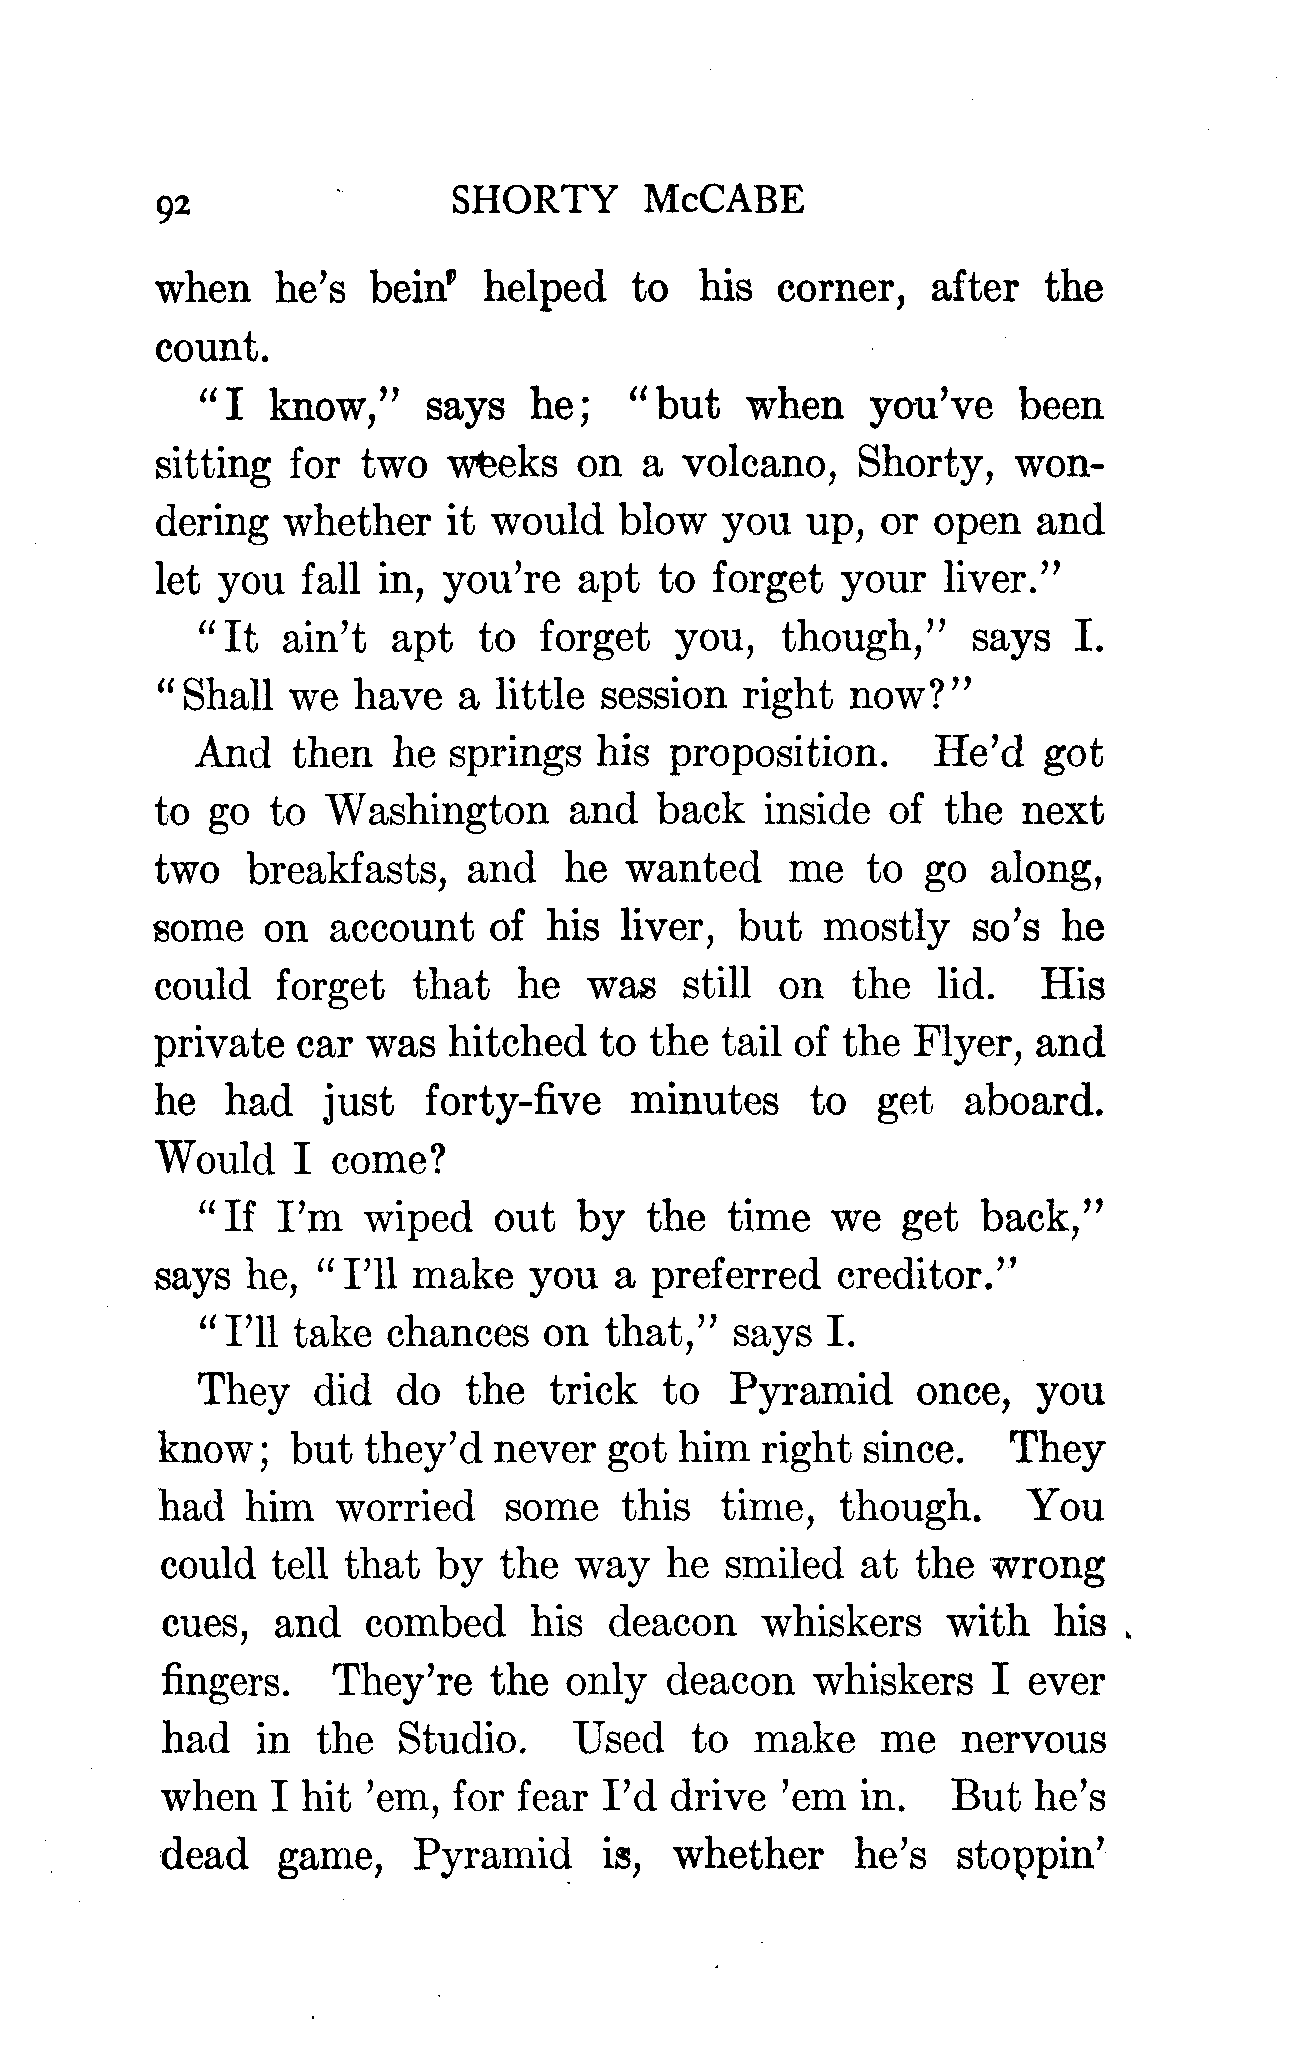 92 SHORTY McCABE
when he's bein' helped to his corner, after the
count.
"I know," says he; "but when you've been
sitting for two weeks on a volcano, Shorty, won-
dering whether it would blow you up, or open and
let you fall in, you're apt to forget your liver."
"It ain't apt to forget you, though," says I.
"Shall we have a little session right now?"
And then he springs his proposition. He'd got
to go to Washington and back inside of the next
two breakfasts, and he wanted me to go along,
some on account of his liver, but mostly so's he
could forget that he was still on the lid. His
private car was hitched to the tail of the Flyer, and
he had just forty-five minutes to get aboard.
Would I come?
"If I'm wiped out by the time we get back,"
says he, "I'll make you a preferred creditor."
"I'll take chances on that," says I.
They did do the trick to Pyramid once, you
know; but they'd never got him right since. They
had him worried some this time, though. You
could tell that by the way he smiled at the wrong
cues, and combed his deacon whiskers with his
fingers. They're the only deacon whiskers I ever
had in the Studio. Used to make me nervous
when I hit 'em, for fear I'd drive 'em in. But he's
dead game, Pyramid is, whether he's stoppin'